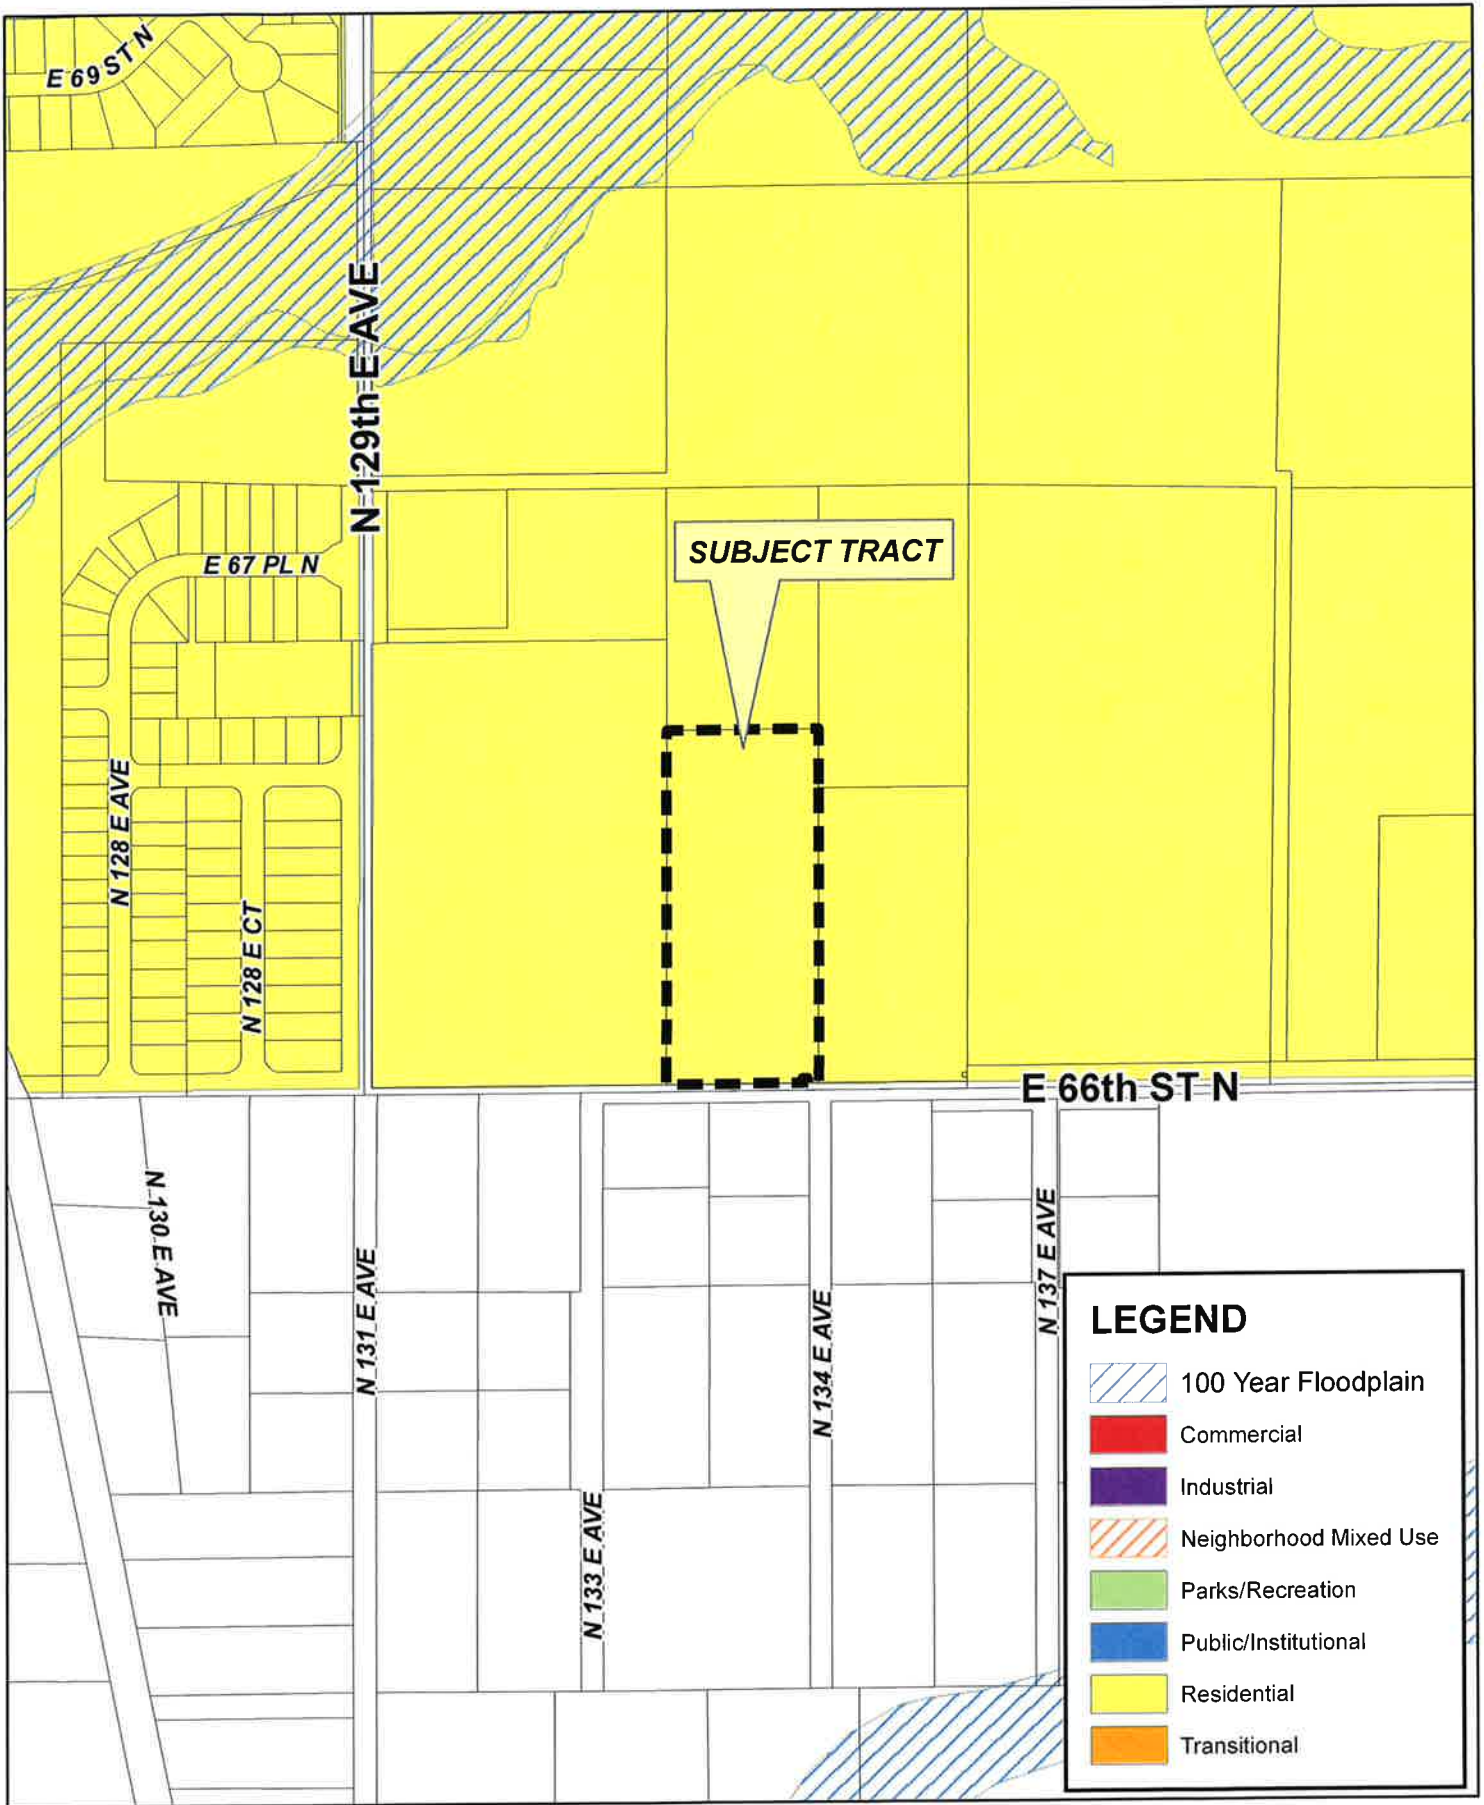 E 69 ST N
N 129th E AVE
E 67 PL N
SUBJECT TRACT
N 128 E AVE
N 128 E CT
E 66th ST N
N 130 E AVE
N 131 E AVE
N 133 E AVE
N 134 E AVE
N 137 E AVE
LEGEND
100 Year Floodplain
Commercial
Industrial
Neighborhood Mixed Use
Parks/Recreation
Public/Institutional
Residential
Transitional